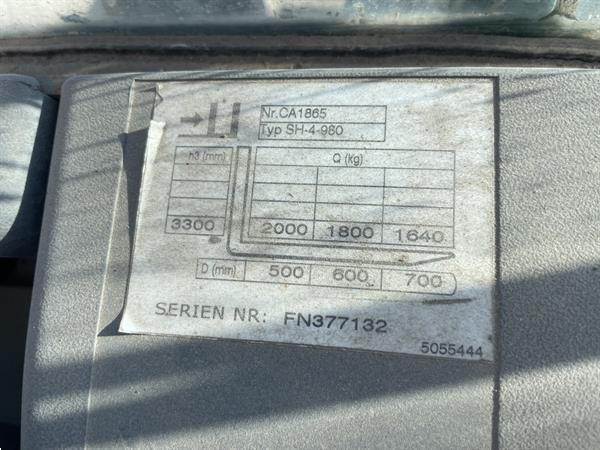 Nr.CA1865
Typ SH-4-980
h3 (mm) Q (kg)
3300 2000 1800 1640
D (mm) 500 600 700
SERIEN NR: FN377132
5055444